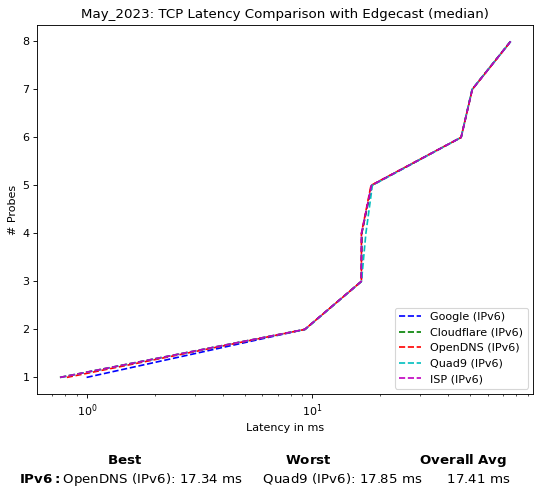 May_2023: TCP Latency Comparison with Edgecast (median)
8
7
6
5
4
3
2
1
# Probes
Google (IPv6)
Cloudflare (IPv6)
OpenDNS (IPv6)
Quad9 (IPv6)
ISP (IPv6)
10⁰ 10¹
Latency in ms
Best Worst Overall Avg
IPv6: OpenDNS (IPv6): 17.34 ms Quad9 (IPv6): 17.85 ms 17.41 ms